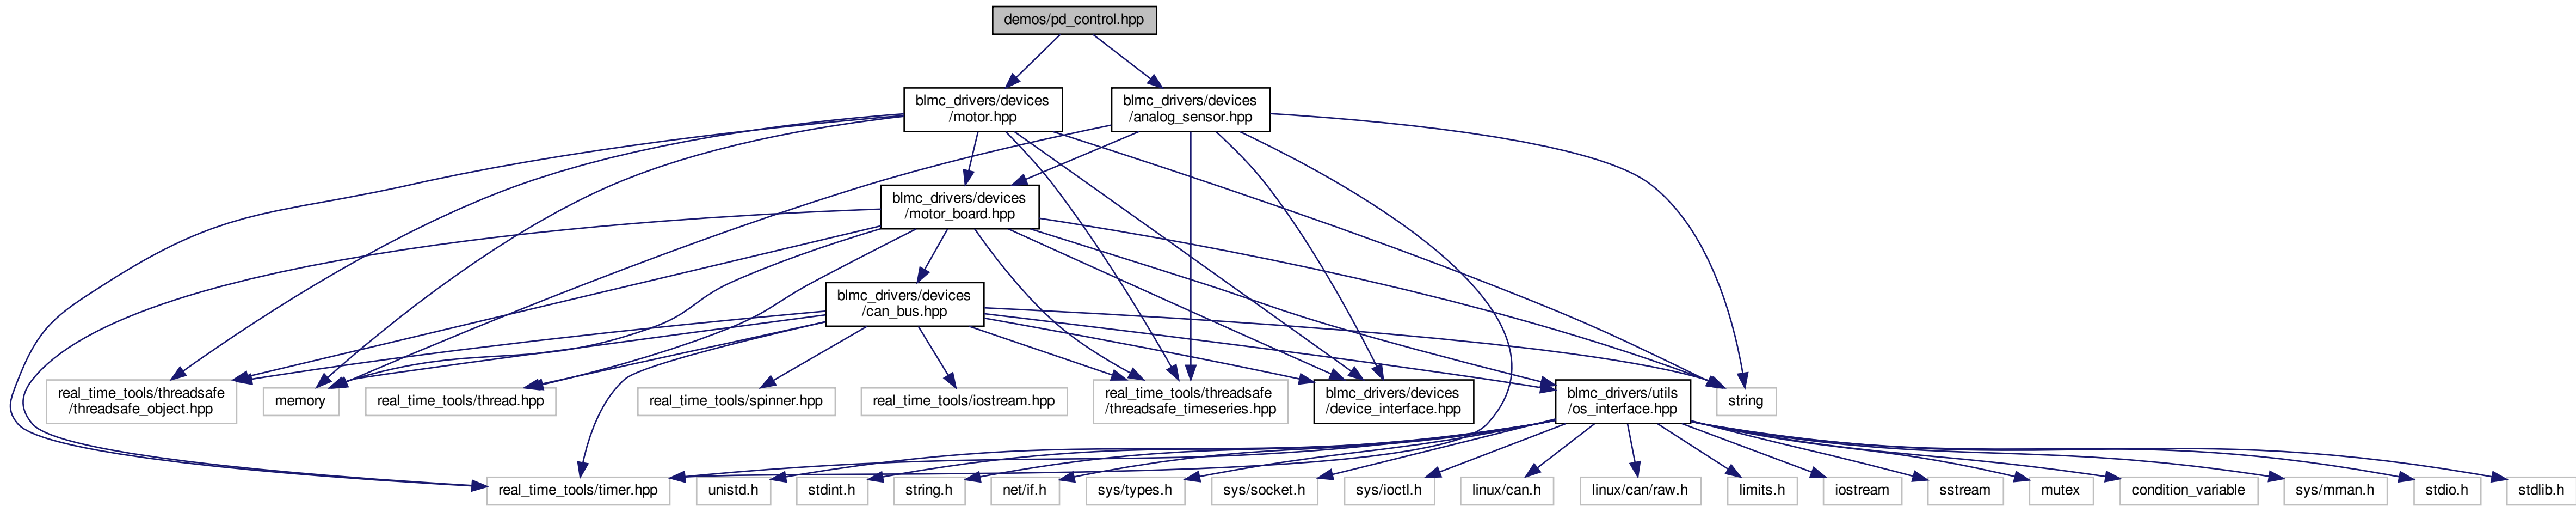 demos/pd_control.hpp
blmc_drivers/devices
/motor.hpp
blmc_drivers/devices
/analog_sensor.hpp
blmc_drivers/devices
/motor_board.hpp
blmc_drivers/devices
/can_bus.hpp
real_time_tools/threadsafe
/threadsafe_object.hpp
memory
real_time_tools/thread.hpp
real_time_tools/spinner.hpp
real_time_tools/iostream.hpp
real_time_tools/threadsafe
/threadsafe_timeseries.hpp
blmc_drivers/devices
/device_interface.hpp
blmc_drivers/utils
/os_interface.hpp
string
real_time_tools/timer.hpp
unistd.h
stdint.h
string.h
net/if.h
sys/types.h
sys/socket.h
sys/ioctl.h
linux/can.h
linux/can/raw.h
limits.h
iostream
sstream
mutex
condition_variable
sys/mman.h
stdio.h
stdlib.h